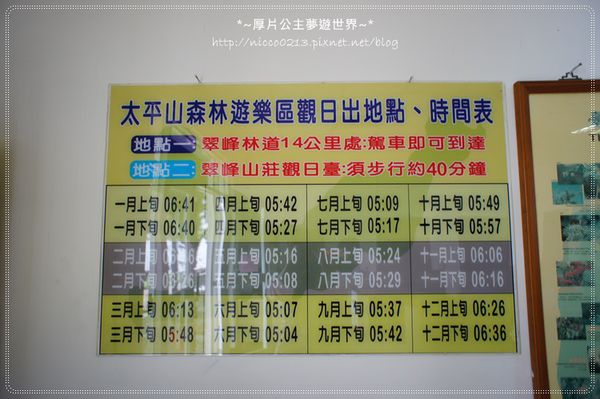 *~厚片公主夢遊世界~*
http://nicco0213.pixnet.net/blog
太平山森林遊樂區觀日出地點、時間表
地點一:翠峰林道14公里處:駕車即可到達
地點二:翠峰山莊觀日臺:須步行約40分鐘
一月上旬 06:41 四月上旬 05:42 七月上旬 05:09 十月上旬 05:49
一月下旬 06:40 四月下旬 05:27 七月下旬 05:17 十月下旬 05:57
二月上旬 五月上旬 05:16 八月上旬 05:24 十一月上旬 06:06
二月下旬 五月下旬 05:08 八月下旬 05:29 十一月下旬 06:16
三月上旬 06:13 六月上旬 05:07 九月上旬 05:37 十二月上旬 06:26
三月下旬 05:48 六月下旬 05:04 九月下旬 05:42 十二月下旬 06:36